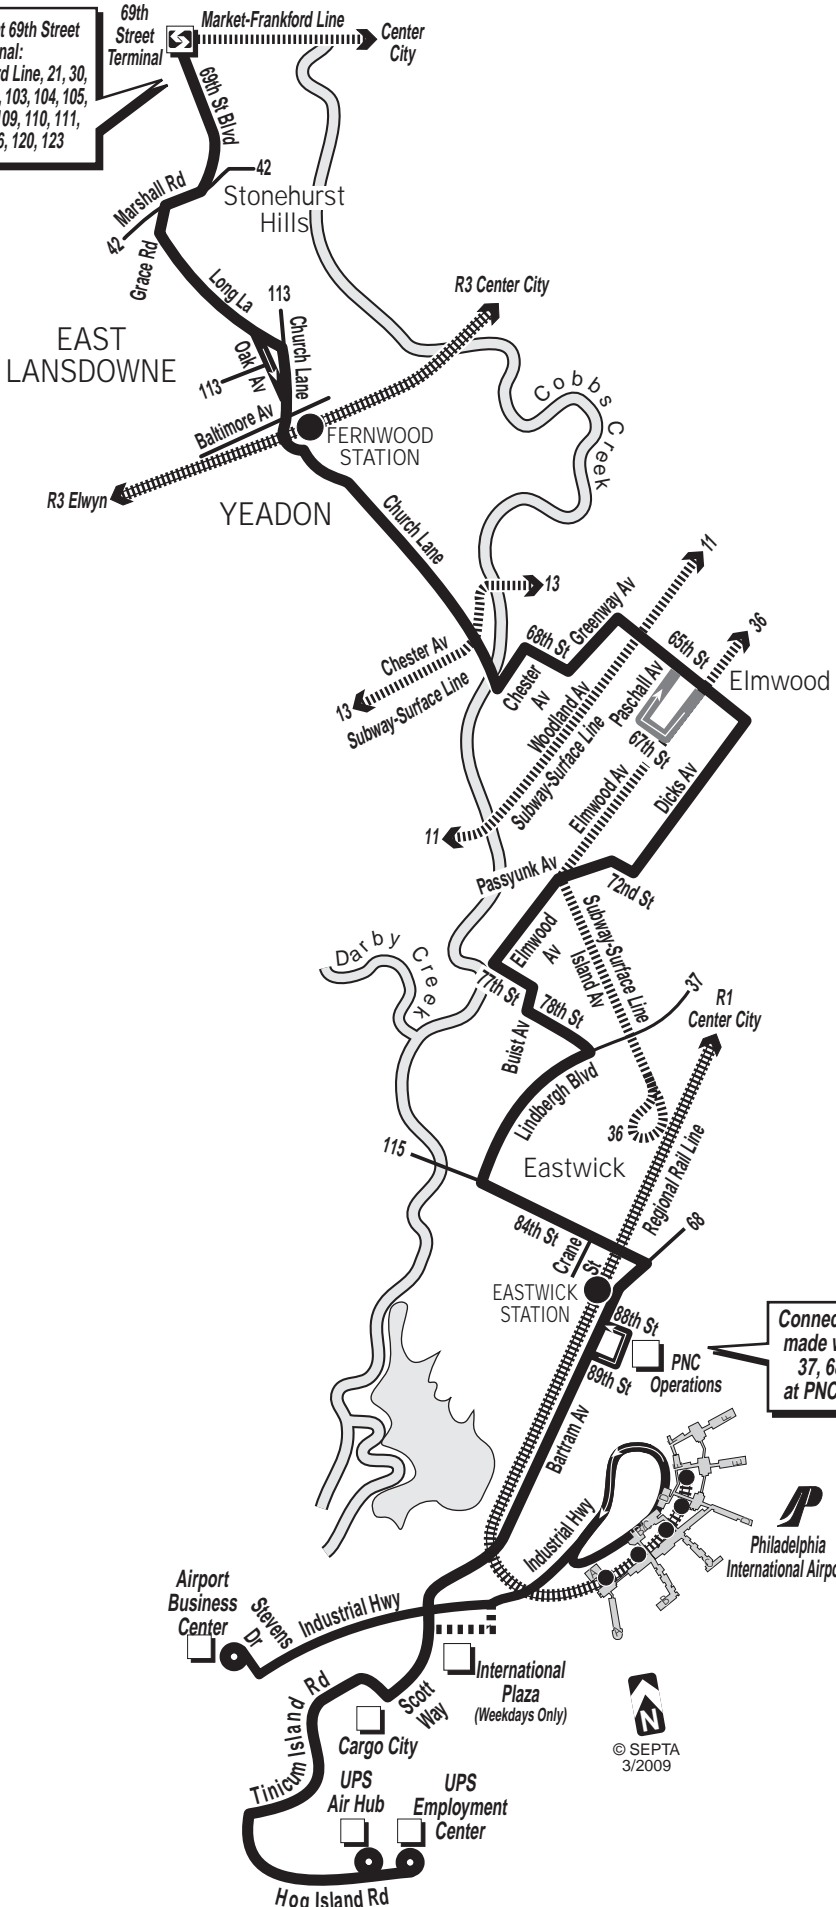 69th
Street
Terminal
Market-Frankford Line
Center
City
t 69th Street
nal:
d Line, 21, 30,
, 103, 104, 105,
09, 110, 111,
6, 120, 123
69th St Blvd
42
Marshall Rd
Stonehurst
Hills
42
Grace Rd
Long La
113
R3 Center City
EAST
LANSDOWNE
Oak Av
Church Lane
113
Cobbs Creek
Baltimore Av
FERNWOOD
STATION
R3 Elwyn
YEADON
Church Lane
11
13
36
Greenway Av
68th St
65th St
Chester Av
Elmwood
Chester
Av
Paschall Av
13
Subway-Surface Line
Woodland Av
Subway-Surface Line
67th St
Elmwood Av
Dicks Av
11
Passyunk Av
72nd St
Darby Creek
Elmwood
Av
Subway-Surface Line
Island Av
77th St
37
R1
Center City
78th St
Buist Av
Lindbergh Blvd
36
115
Eastwick
Regional Rail Line
84th St
Crane
St
68
EASTWICK
STATION
88th St
Connec
made w
37, 6
at PNC
PNC
Operations
89th St
Bartram Av
Industrial Hwy
Philadelphia
International Airpo
Airport
Business
Center
Stevens
Dr
Industrial Hwy
International
Plaza
(Weekdays Only)
Scott
Way
Tinicum Island Rd
Cargo City
N
© SEPTA
3/2009
UPS
Air Hub
UPS
Employment
Center
Hog Island Rd